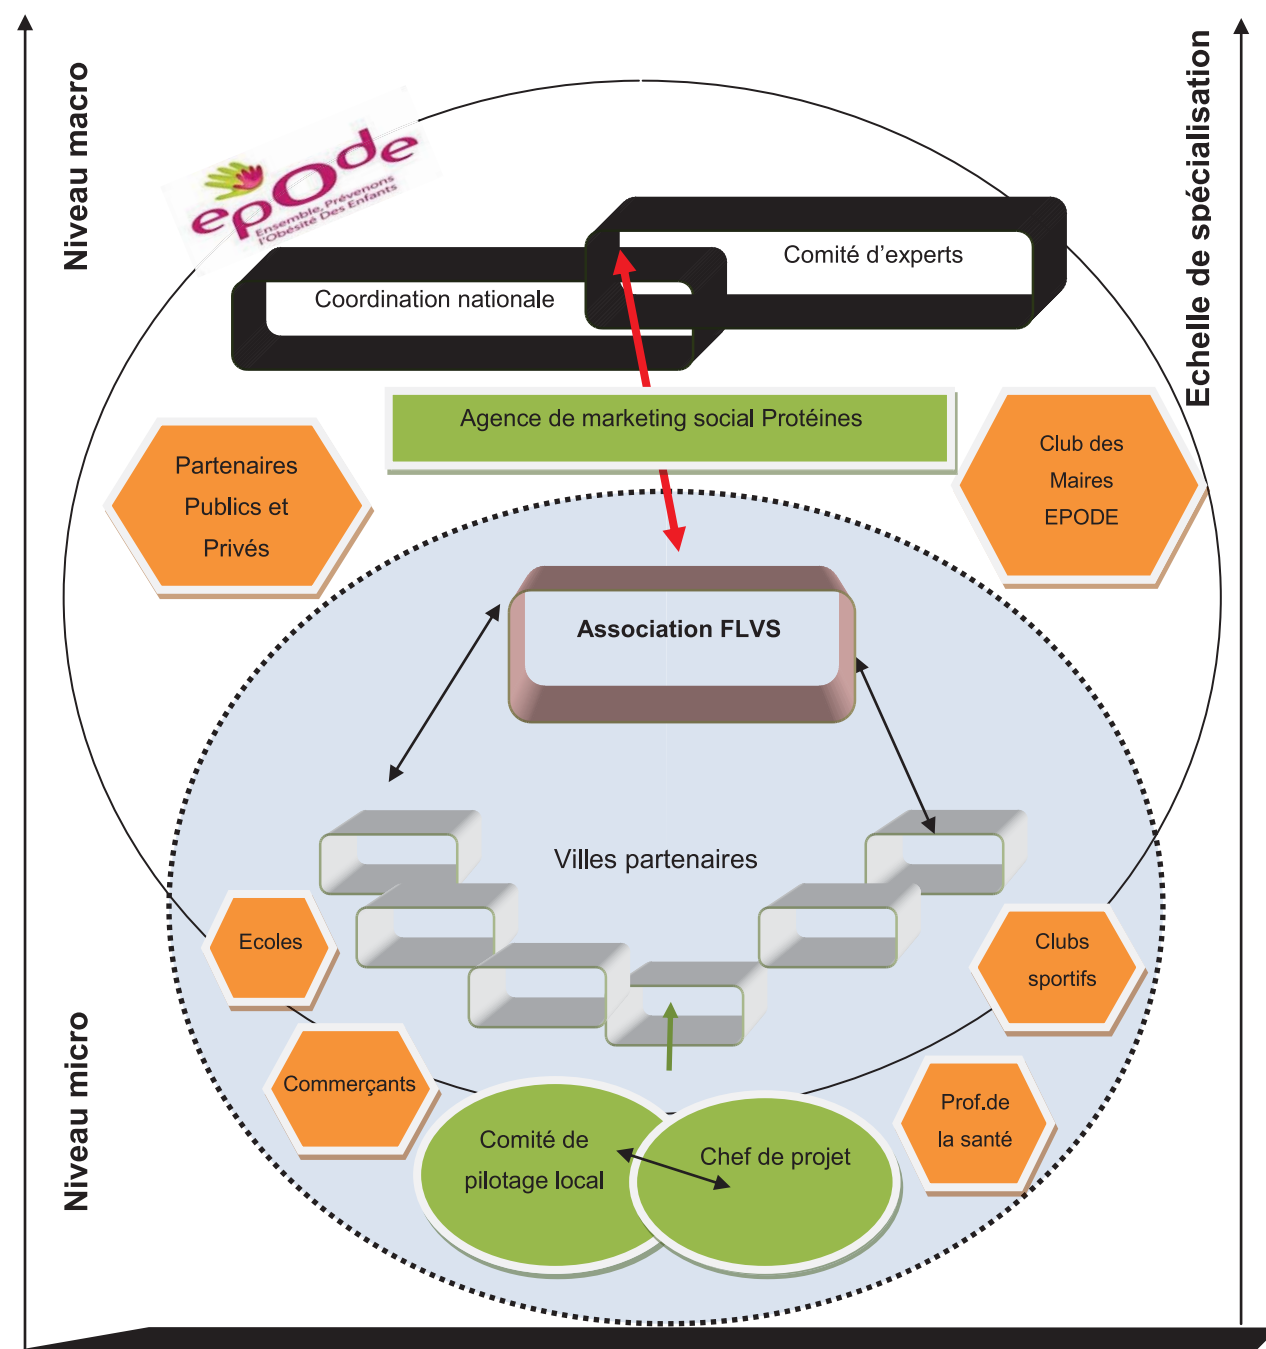 Niveau macro
Echelle de spécialisation
epode
Ensemble, Prévenons
l'Obésité Des Enfants
Comité d'experts
Coordination nationale
Agence de marketing social Protéines
Partenaires
Publics et
Privés
Club des
Maires
EPODE
Association FLVS
Villes partenaires
Ecoles
Clubs
sportifs
Niveau micro
Commerçants
Prof.de
la santé
Comité de
pilotage local
Chef de projet